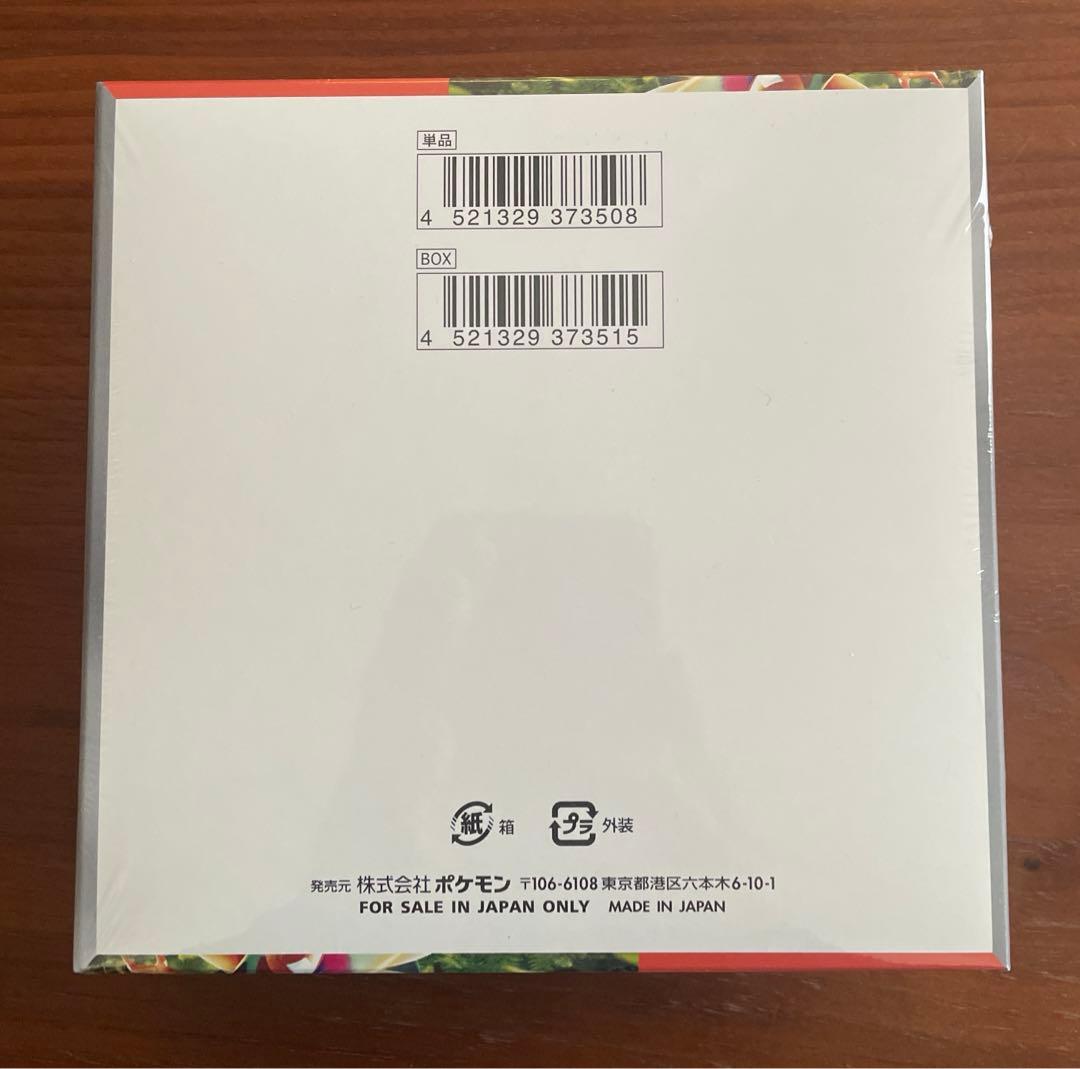 単品
4 521329 373508
BOX
4 521329 373515
紙 箱 プラ 外装
発売元 株式会社ポケモン 〒106-6108 東京都港区六本木6-10-1
FOR SALE IN JAPAN ONLY MADE IN JAPAN